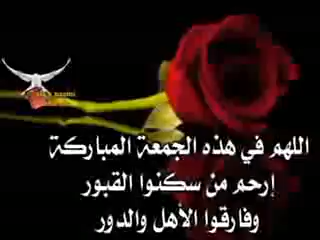 اللهم في هذه الجمعة المباركة
إرحم من سكنوا القبور
وفارقوا الأهل والدور